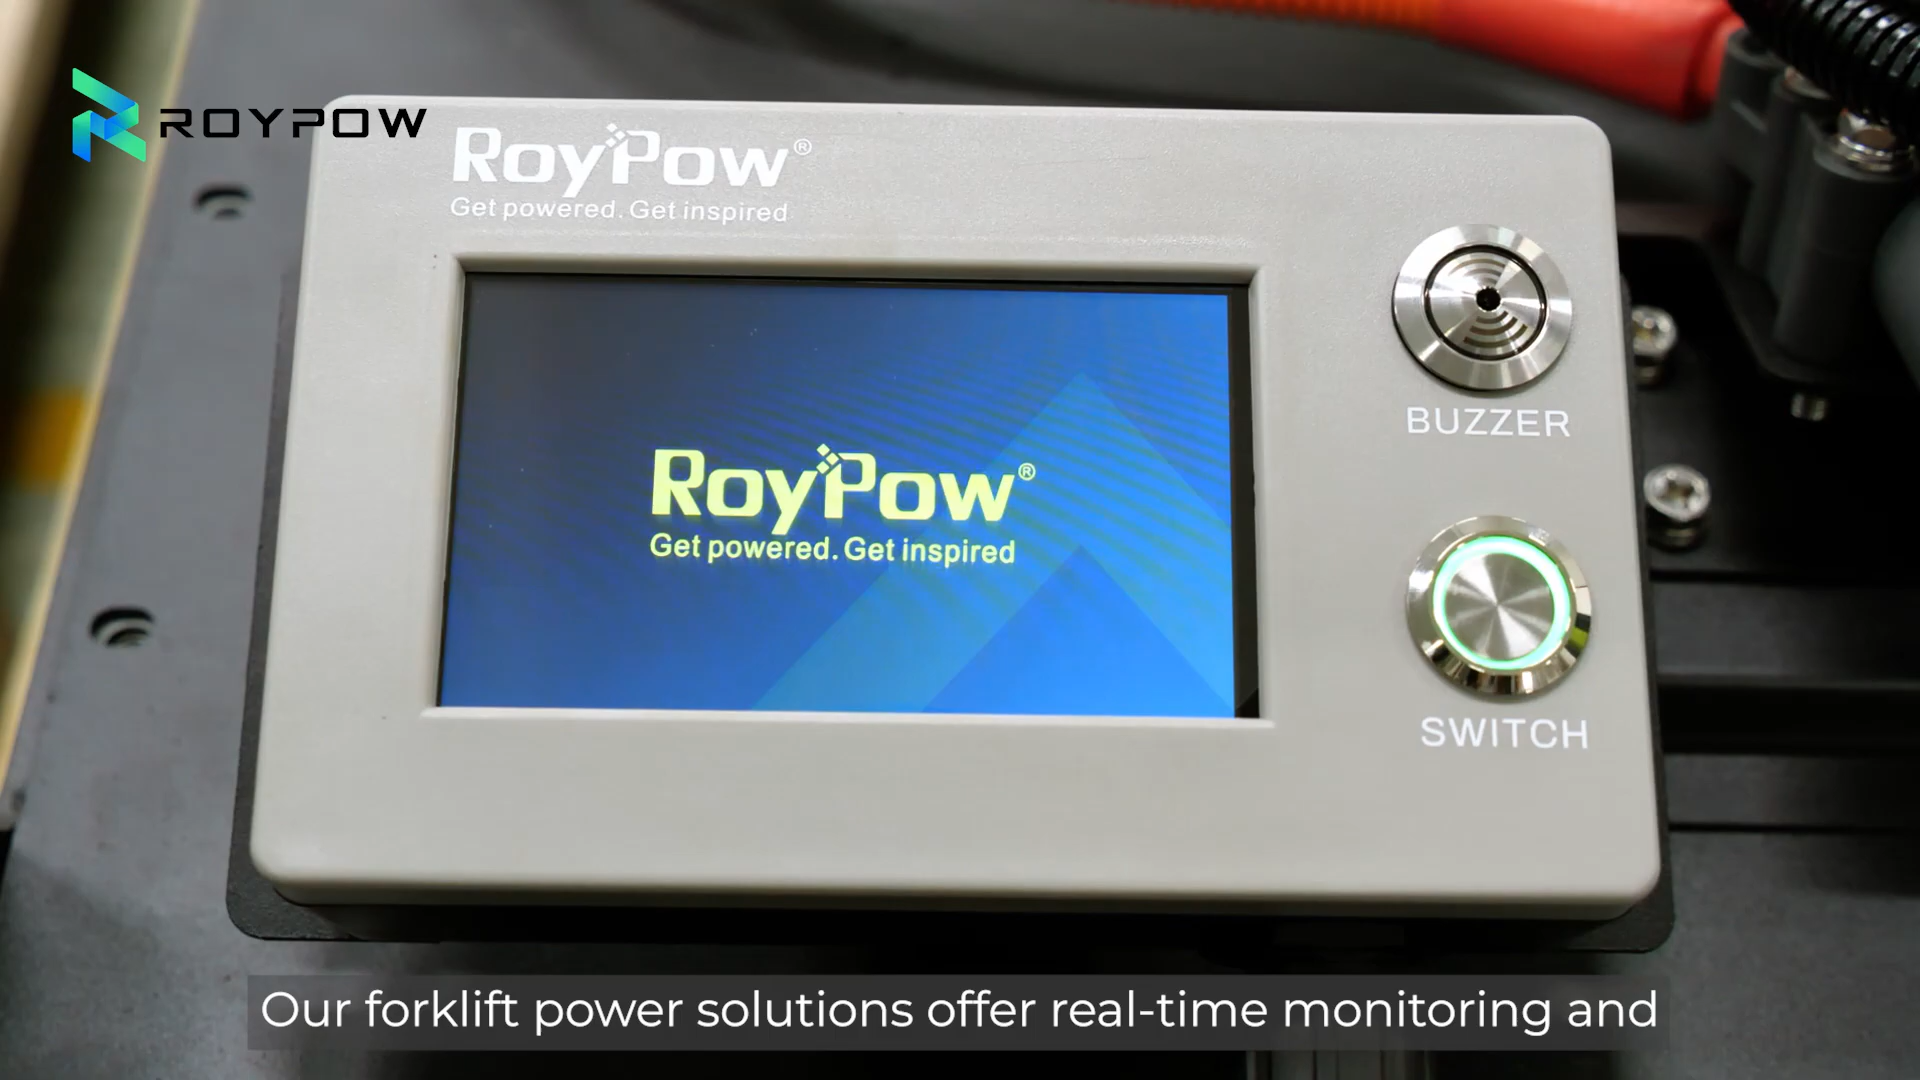 ROYPOW
RoyPow®
Get powered. Get inspired
BUZZER
RoyPow®
Get powered. Get inspired
SWITCH
Our forklift power solutions offer real-time monitoring and